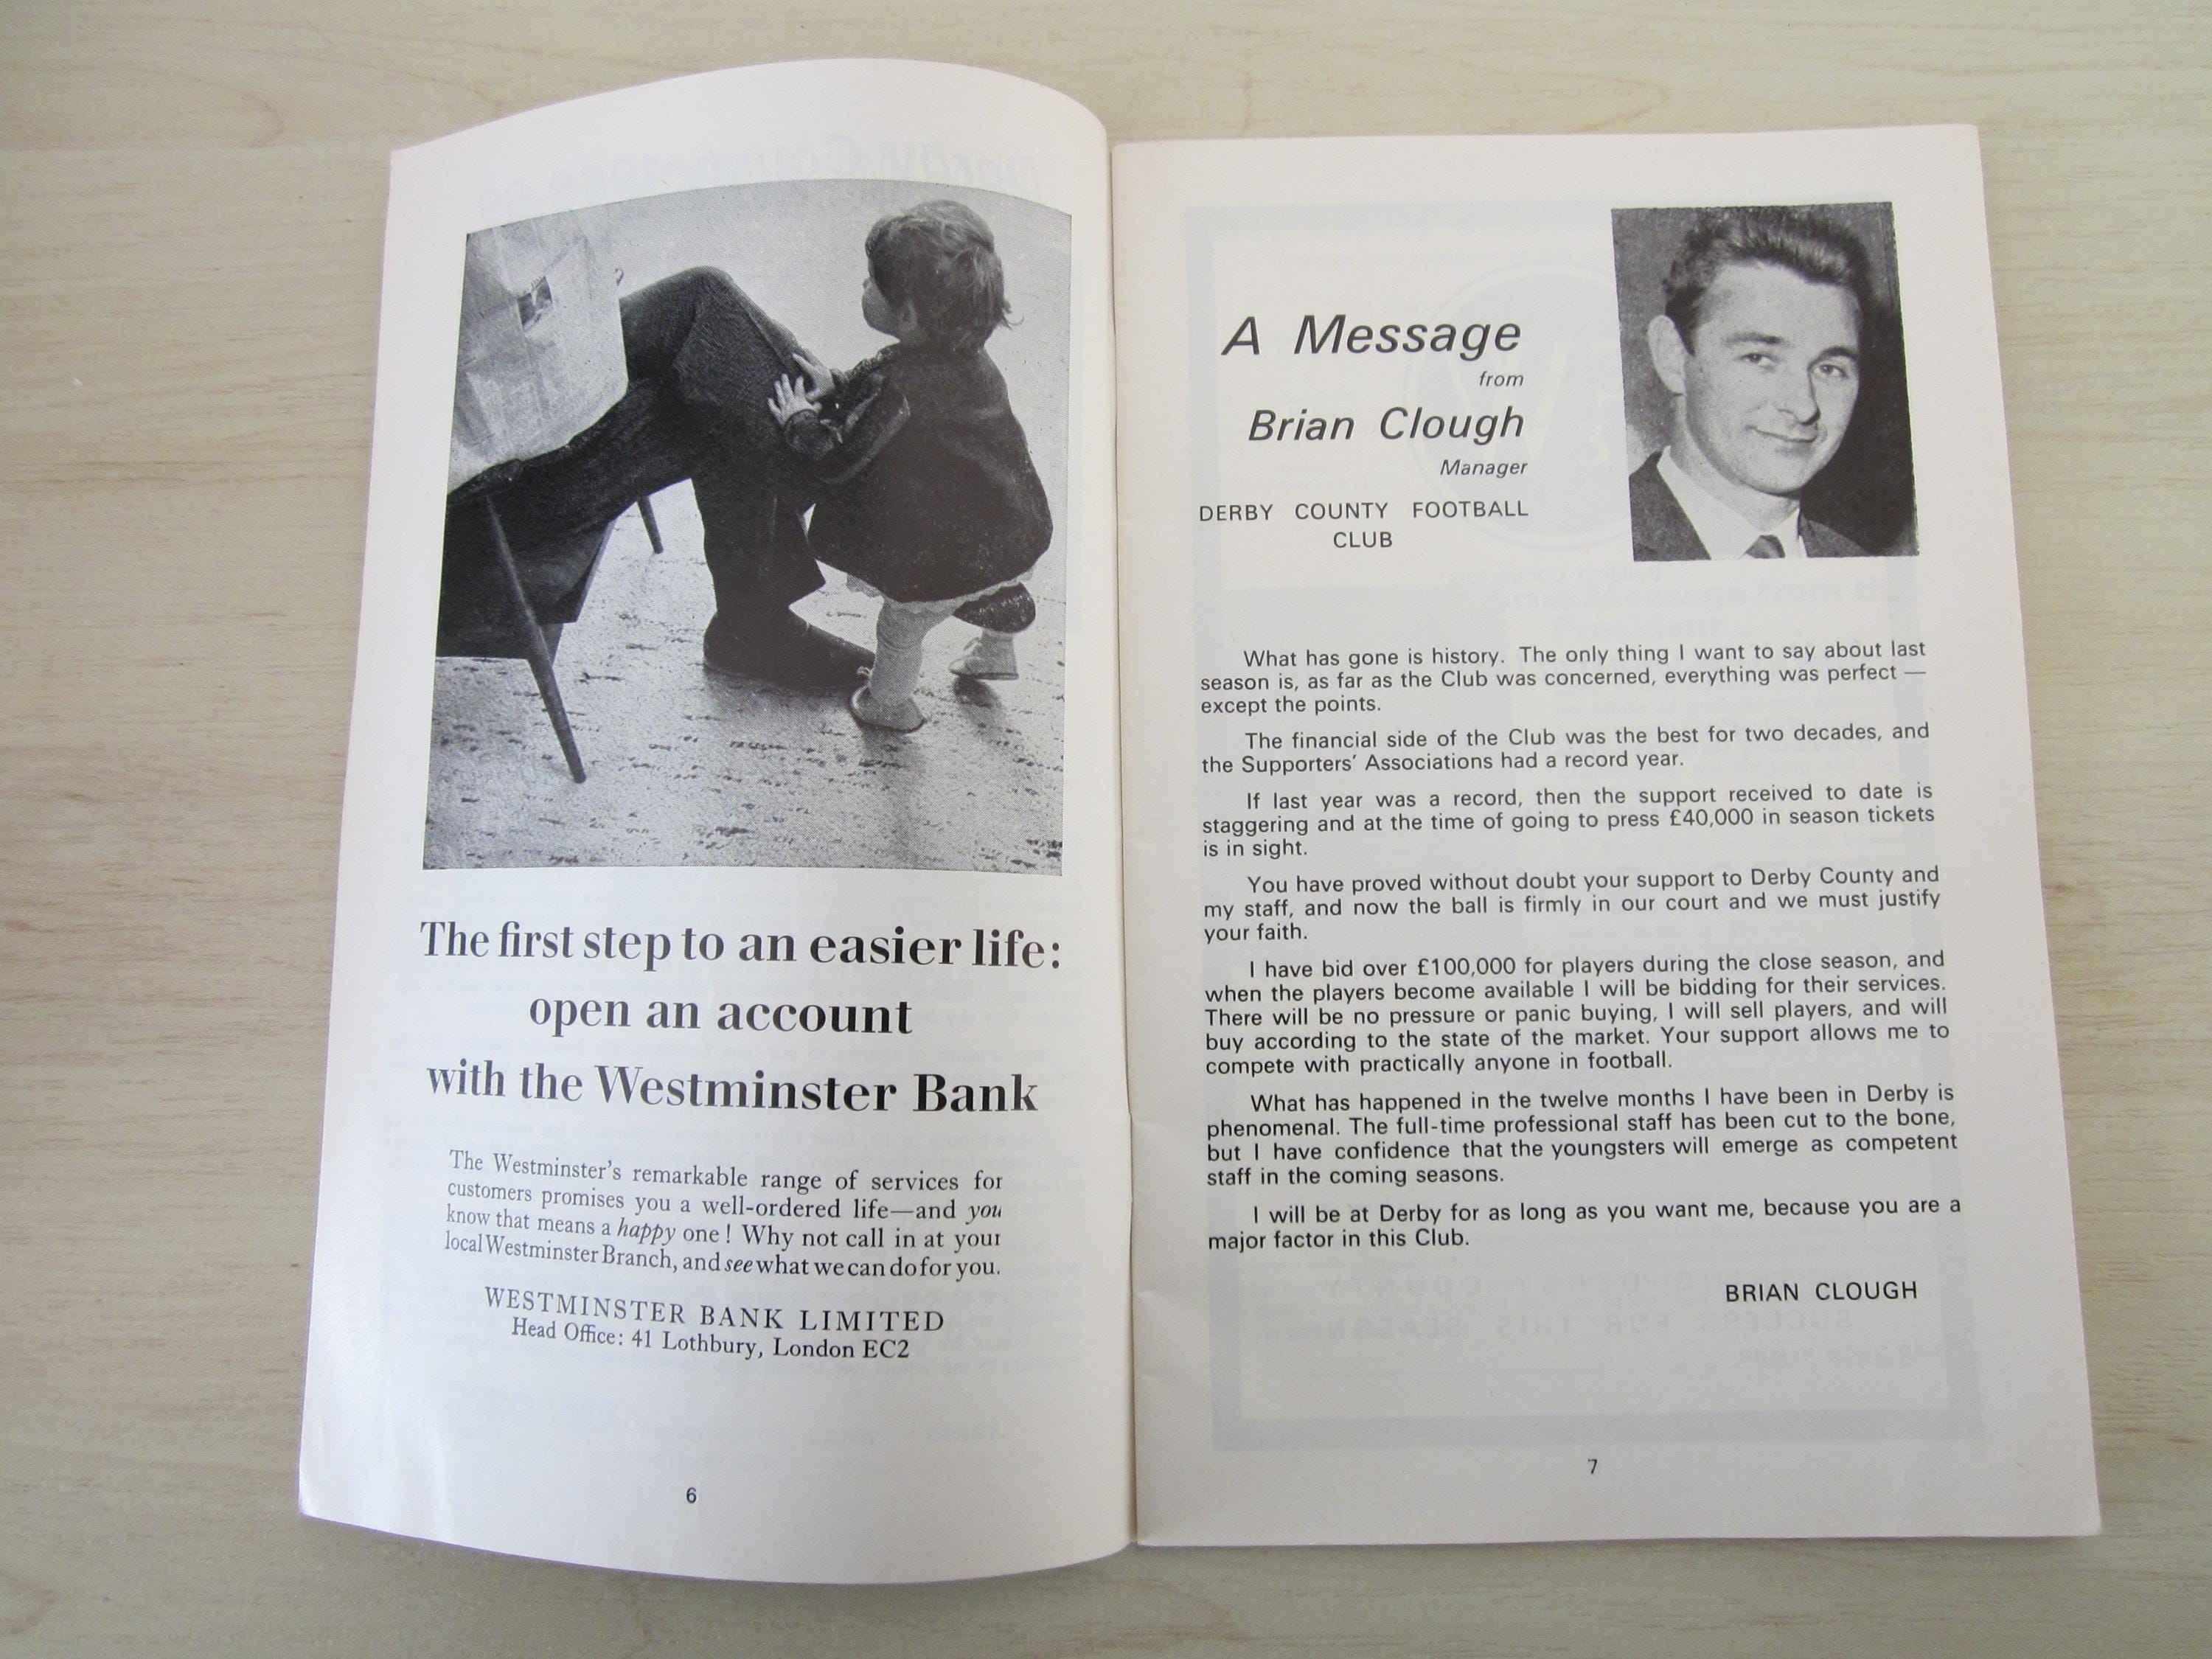 The first step to an easier life:
open an account
with the Westminster Bank
The Westminster's remarkable range of services for
customers promises you a well-ordered life—and you
know that means a happy one! Why not call in at your
local Westminster Branch, and see what we can do for you.
WESTMINSTER BANK LIMITED
Head Office: 41 Lothbury, London EC2
6
A Message
from
Brian Clough
Manager
DERBY COUNTY FOOTBALL
CLUB
What has gone is history. The only thing I want to say about last
season is, as far as the Club was concerned, everything was perfect —
except the points.
The financial side of the Club was the best for two decades, and
the Supporters' Associations had a record year.
If last year was a record, then the support received to date is
staggering and at the time of going to press £40,000 in season tickets
is in sight.
You have proved without doubt your support to Derby County and
my staff, and now the ball is firmly in our court and we must justify
your faith.
I have bid over £100,000 for players during the close season, and
when the players become available I will be bidding for their services.
There will be no pressure or panic buying, I will sell players, and will
buy according to the state of the market. Your support allows me to
compete with practically anyone in football.
What has happened in the twelve months I have been in Derby is
phenomenal. The full-time professional staff has been cut to the bone,
but I have confidence that the youngsters will emerge as competent
staff in the coming seasons.
I will be at Derby for as long as you want me, because you are a
major factor in this Club.
BRIAN CLOUGH
7